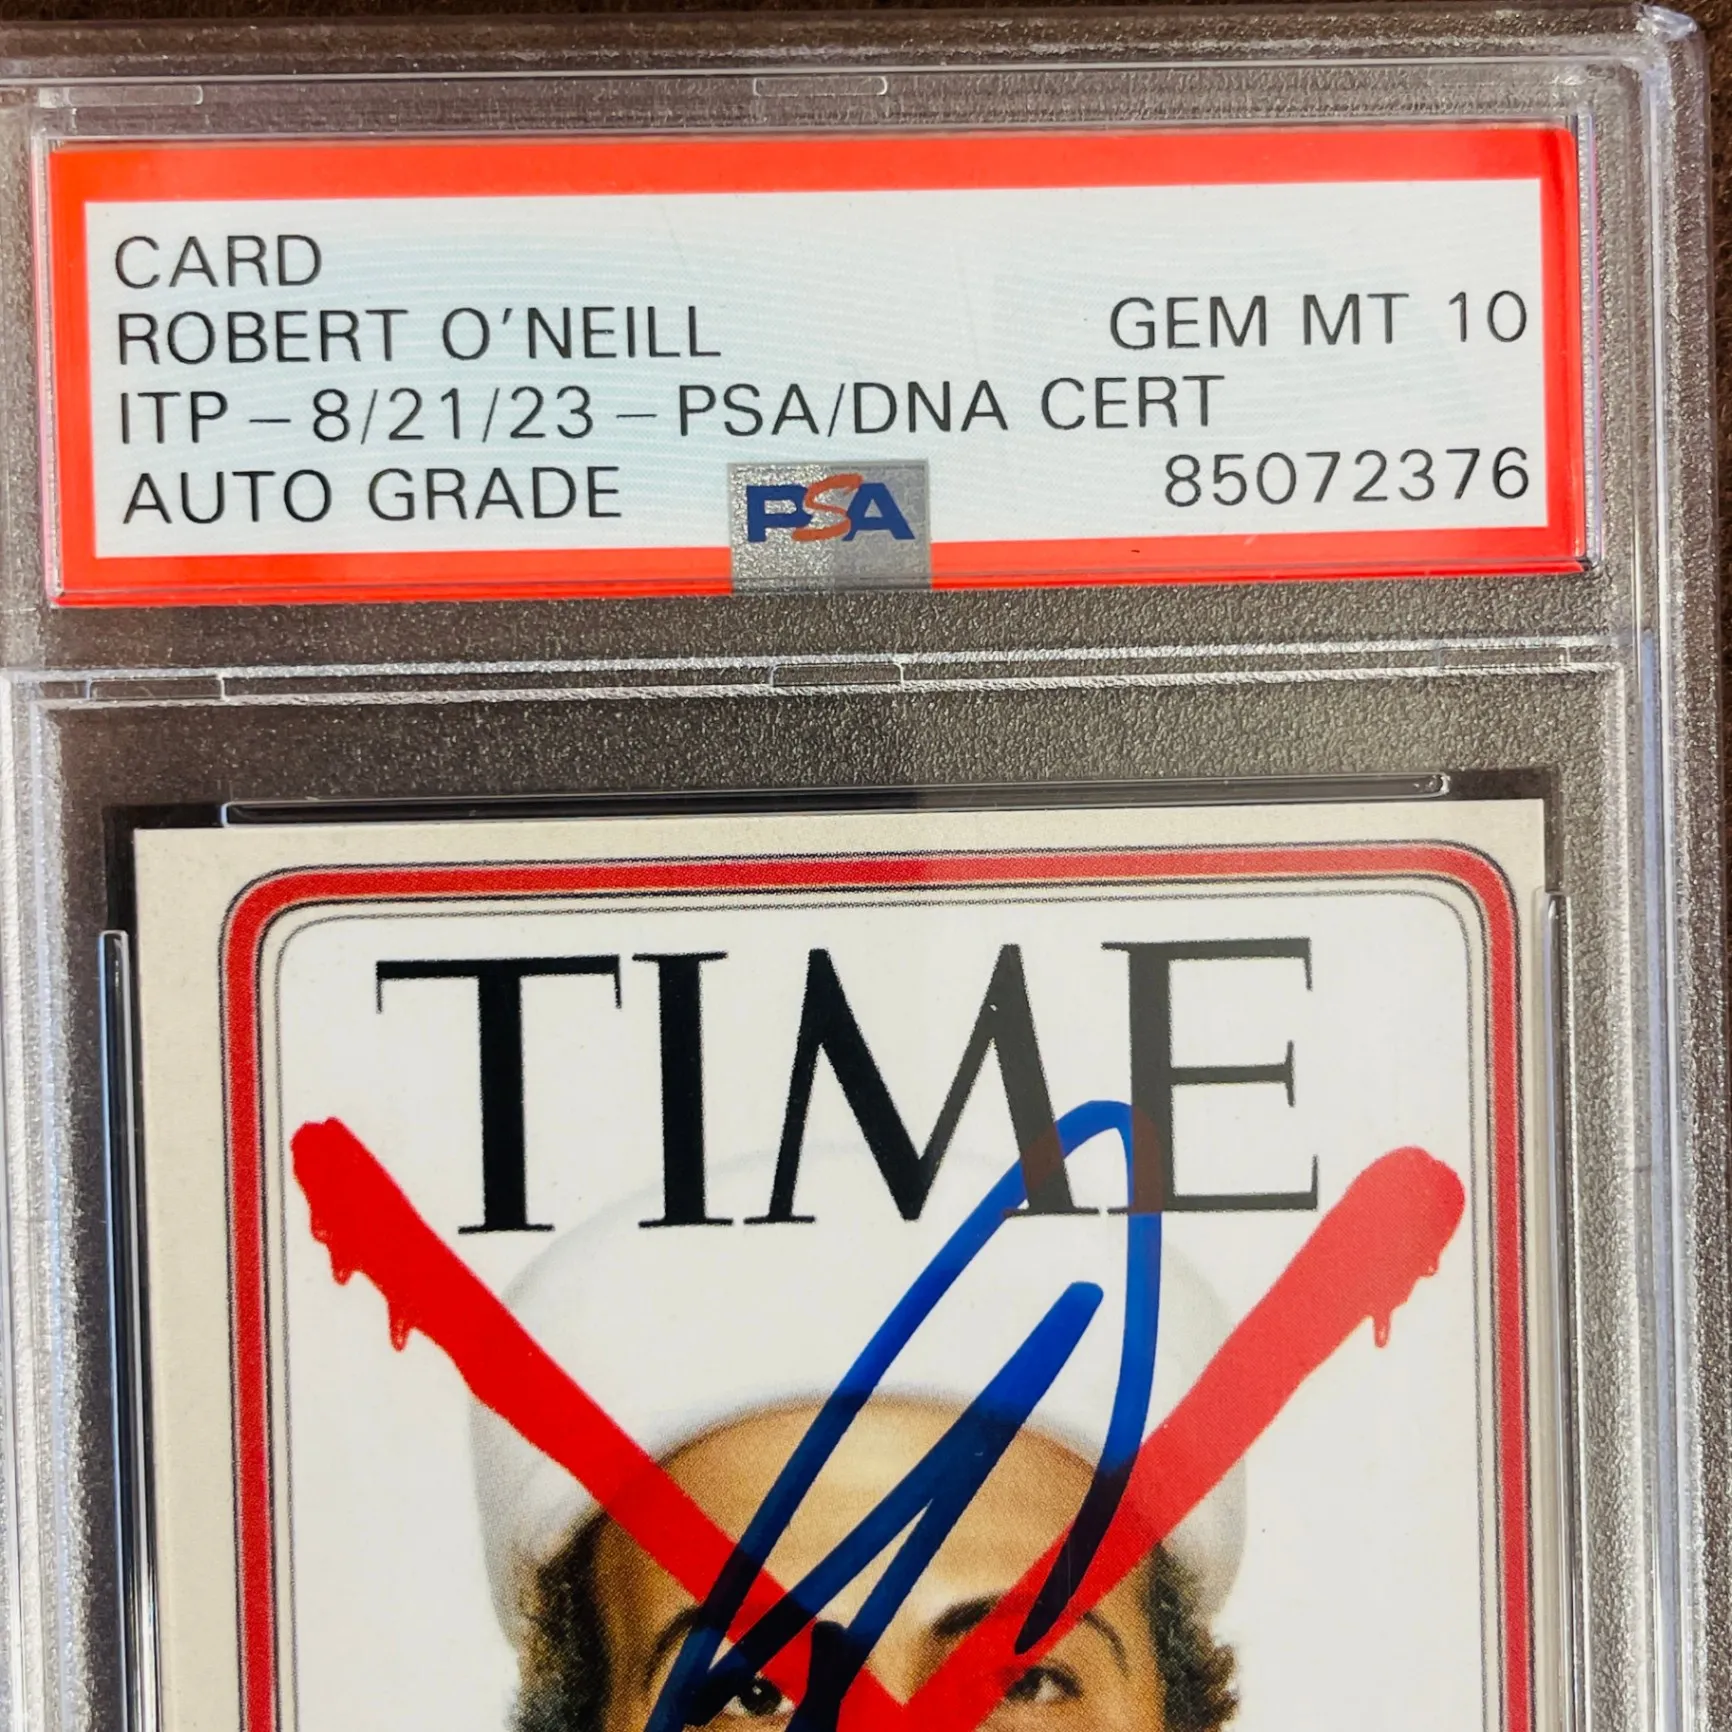 CARD
ROBERT O'NEILL GEM MT 10
ITP – 8/21/23 – PSA/DNA CERT
AUTO GRADE 85072376
PSA
TIME